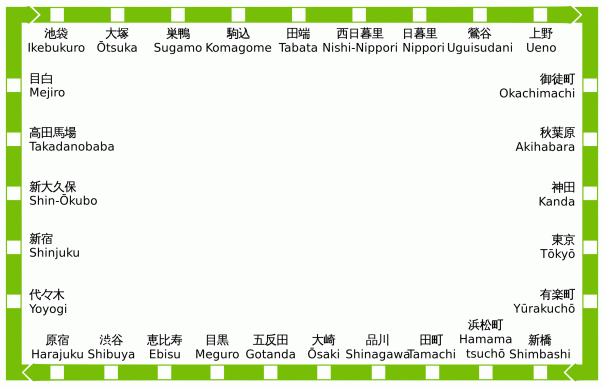 池袋
Ikebukuro
大塚
Ōtsuka
巣鴨
Sugamo
駒込
Komagome
田端
Tabata
西日暮里
Nishi-Nippori
日暮里
Nippori
鶯谷
Uguisudani
上野
Ueno
目白
Mejiro
御徒町
Okachimachi
高田馬場
Takadanobaba
秋葉原
Akihabara
新大久保
Shin-Ōkubo
神田
Kanda
新宿
Shinjuku
東京
Tōkyō
代々木
Yoyogi
有楽町
Yūrakuchō
原宿
Harajuku
渋谷
Shibuya
恵比寿
Ebisu
目黒
Meguro
五反田
Gotanda
大崎
Ōsaki
品川
Shinagawa
田町
Tamachi
浜松町
Hamama
tsuchō
新橋
Shimbashi